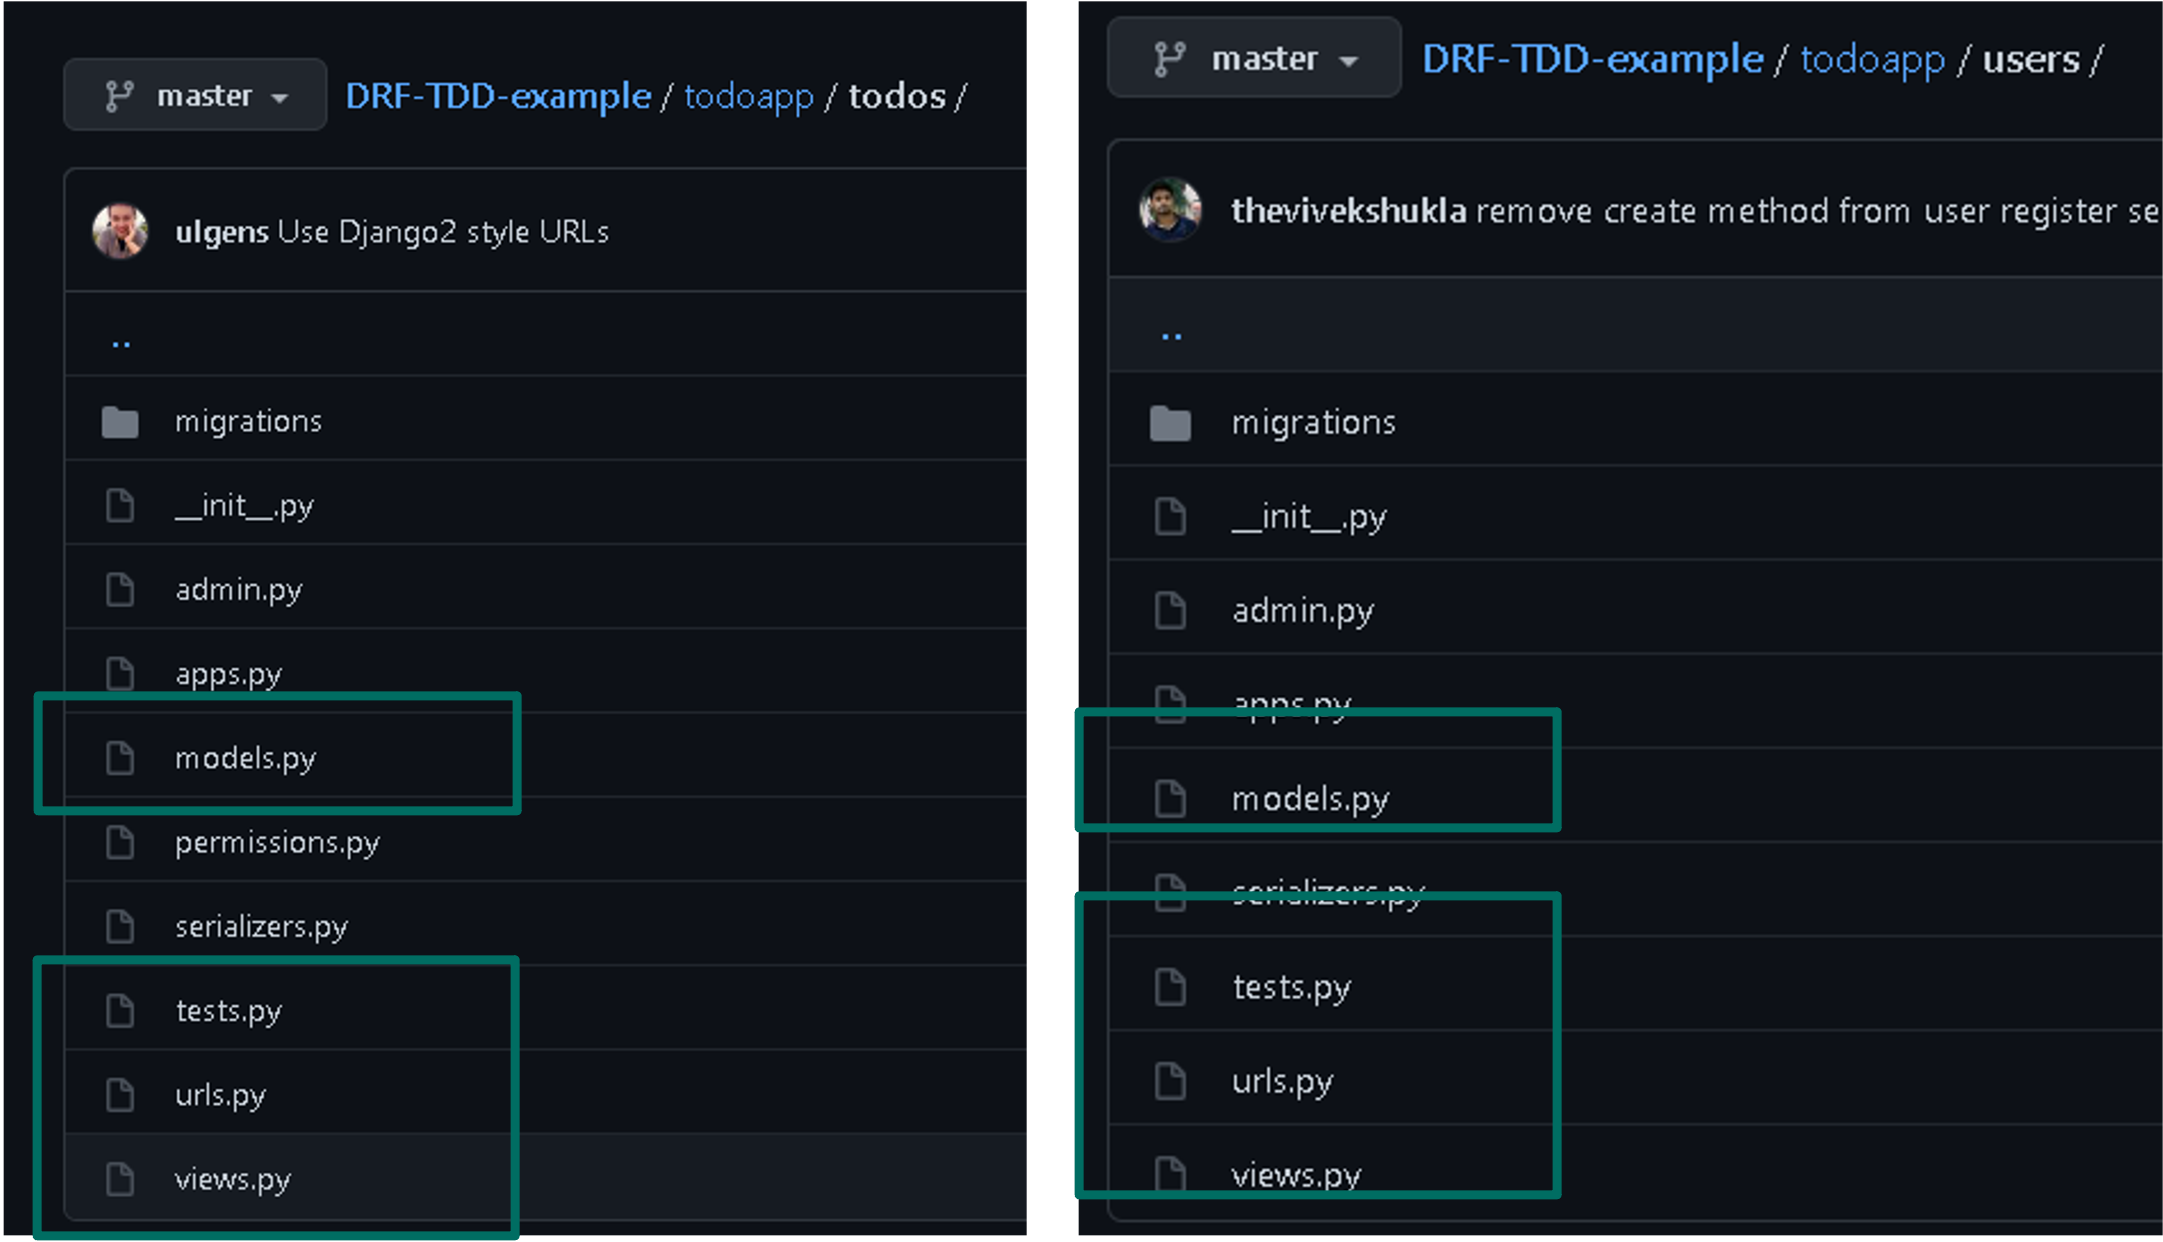 master DRF-TDD-example / todoapp / todos /
ulgens Use Django2 style URLs
..
migrations
__init__.py
admin.py
apps.py
models.py
permissions.py
serializers.py
tests.py
urls.py
views.py
master DRF-TDD-example / todoapp / users /
thevivekshukla remove create method from user register se
..
migrations
__init__.py
admin.py
apps.py
models.py
serializers.py
tests.py
urls.py
views.py